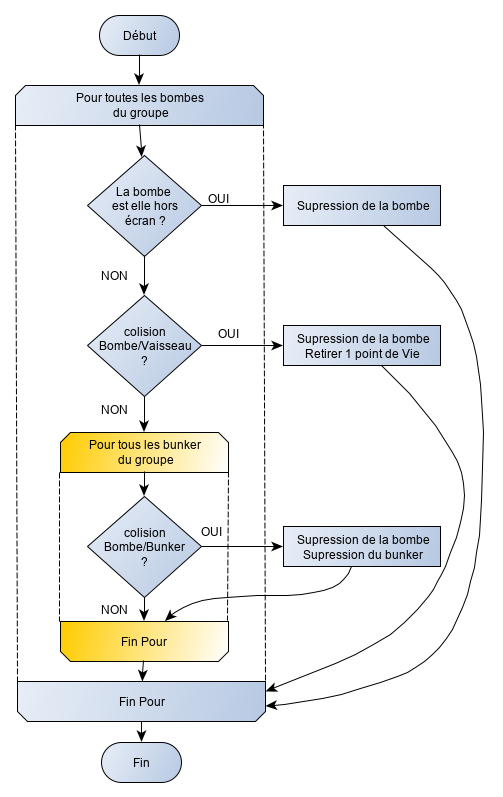 Début
Pour toutes les bombes
du groupe
La bombe
est elle hors
écran ?
OUI
Supression de la bombe
NON
colision
Bombe/Vaisseau
?
OUI
Supression de la bombe
Retirer 1 point de Vie
NON
Pour tous les bunker
du groupe
colision
Bombe/Bunker
?
OUI
Supression de la bombe
Supression du bunker
NON
Fin Pour
Fin Pour
Fin